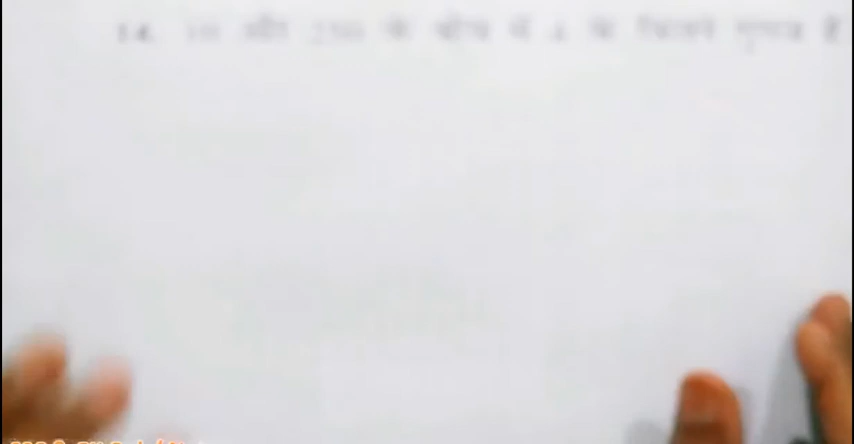 14. 10 और 250 के बीच में 4 के कितने गुणज है